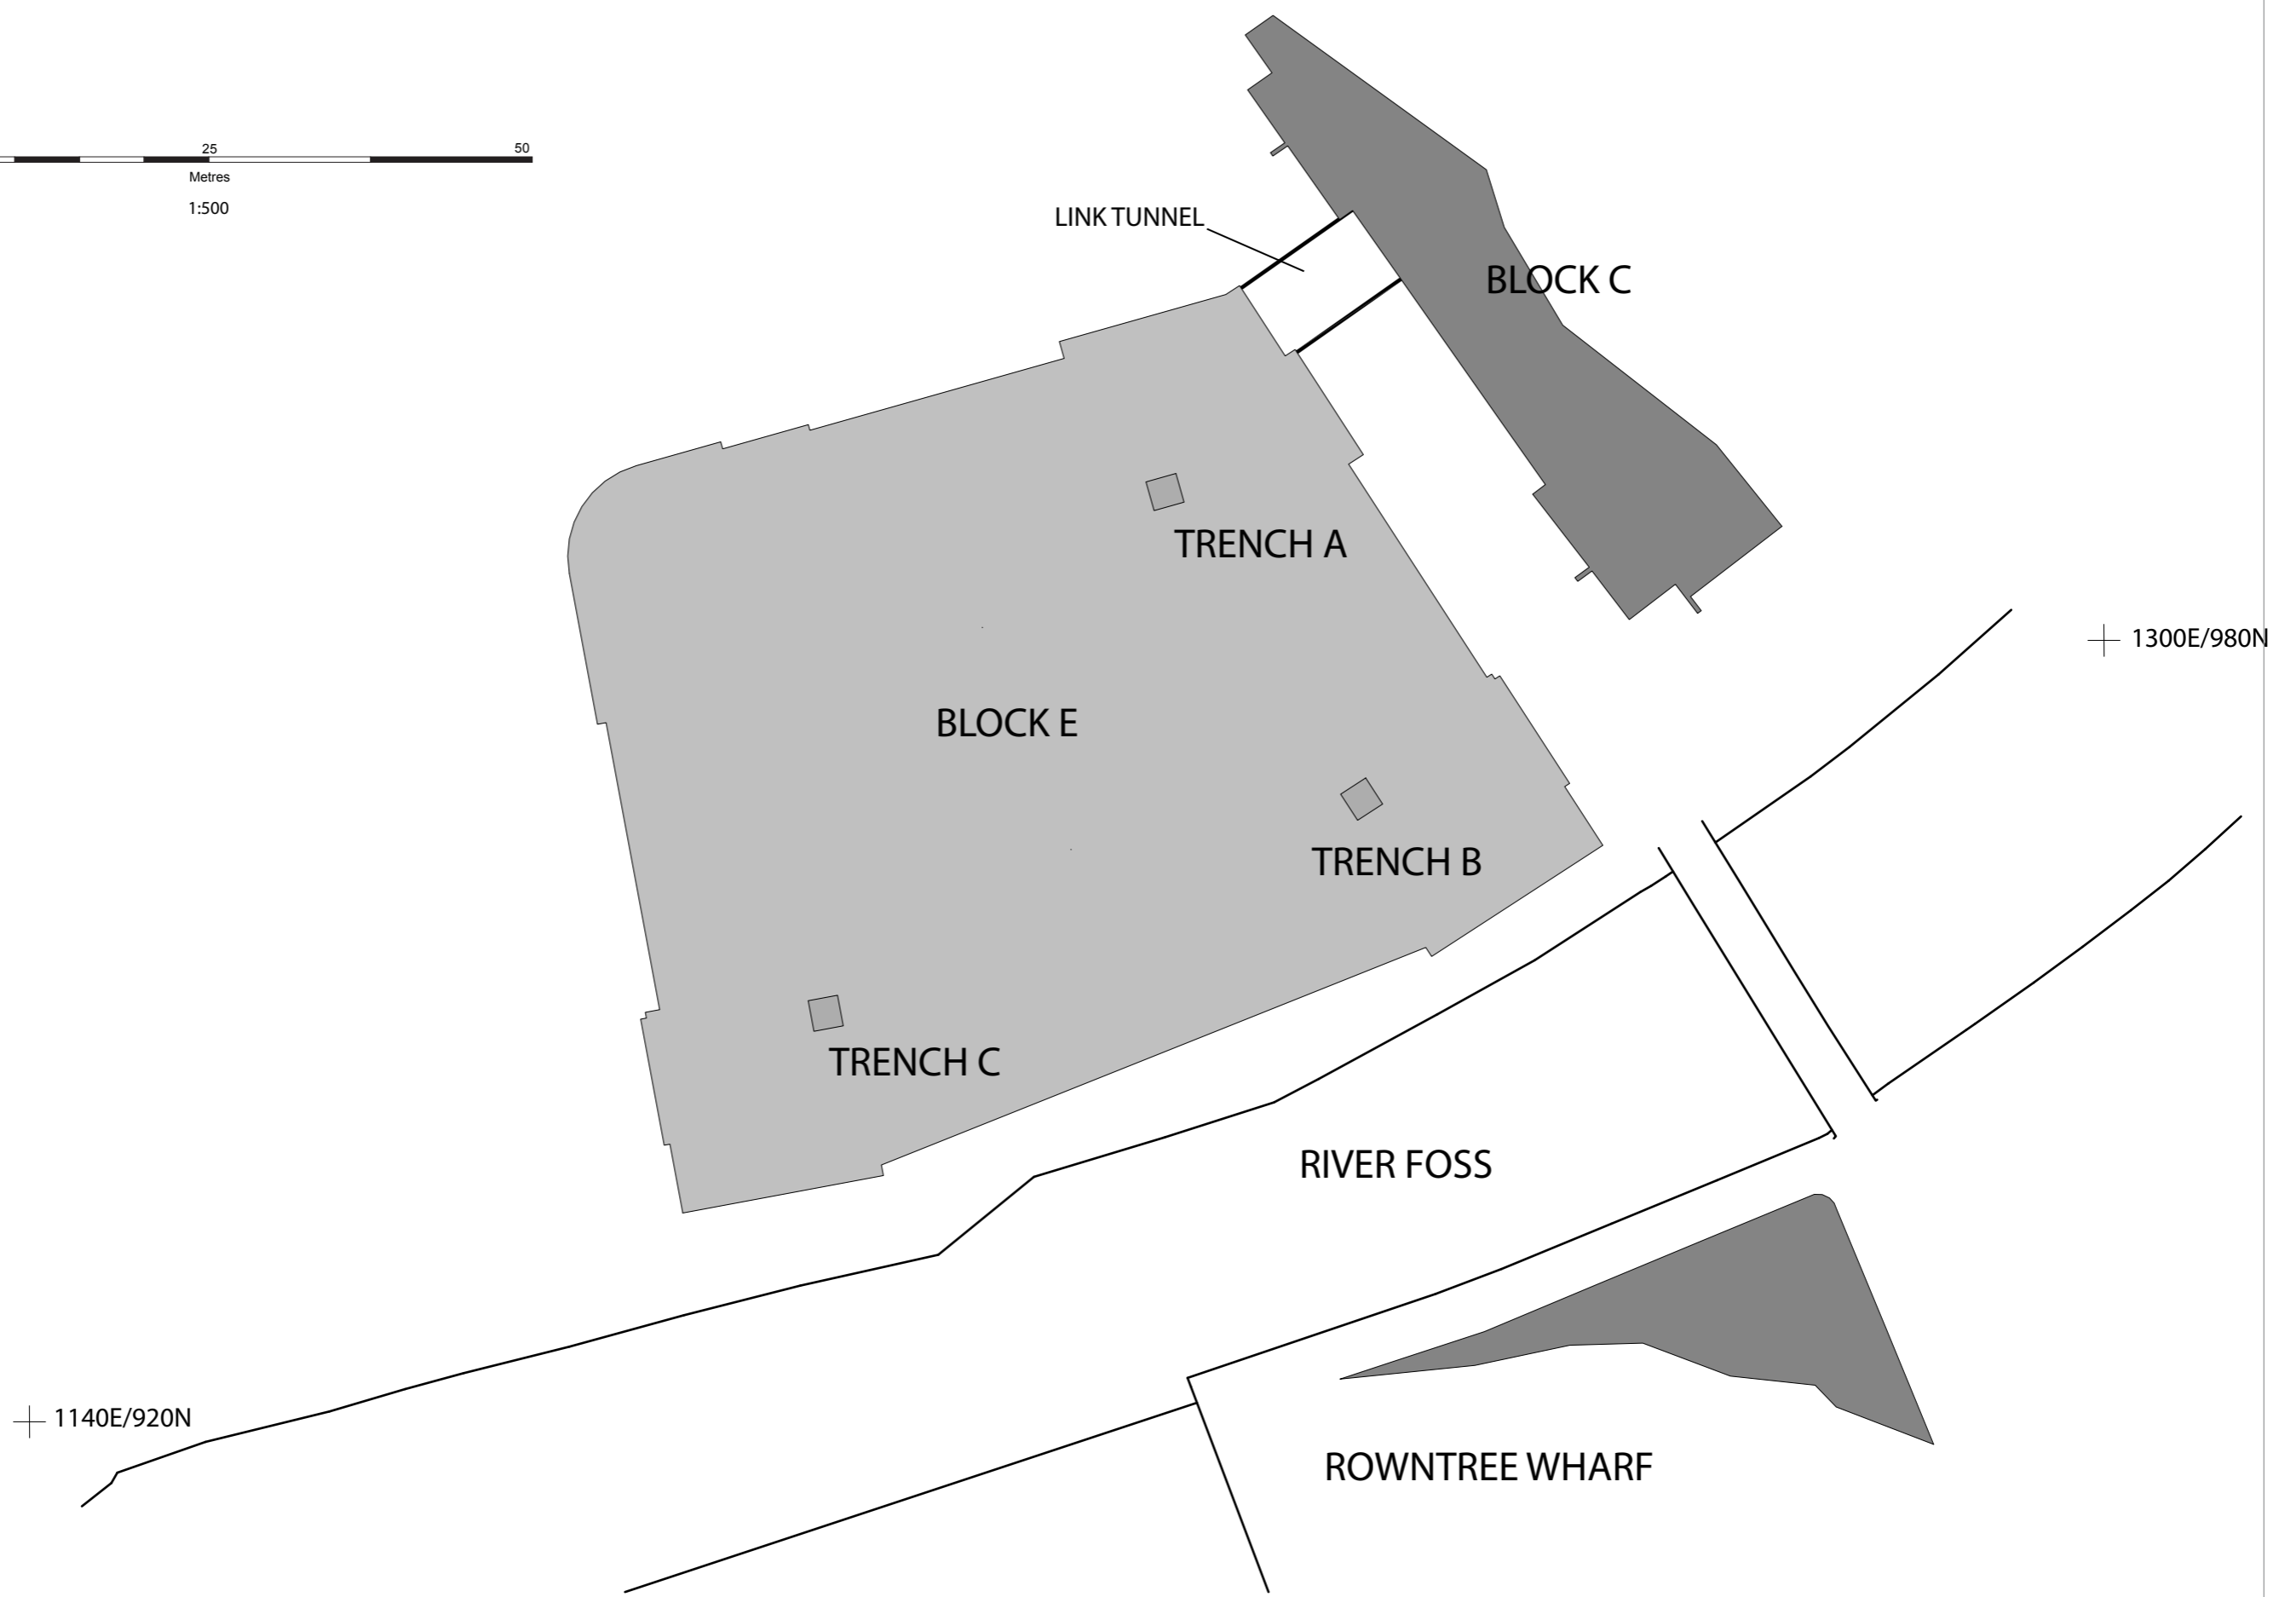 25
50
Metres
1:500
LINK TUNNEL
BLOCK C
TRENCH A
1300E/980N
BLOCK E
TRENCH B
TRENCH C
RIVER FOSS
1140E/920N
ROWNTREE WHARF